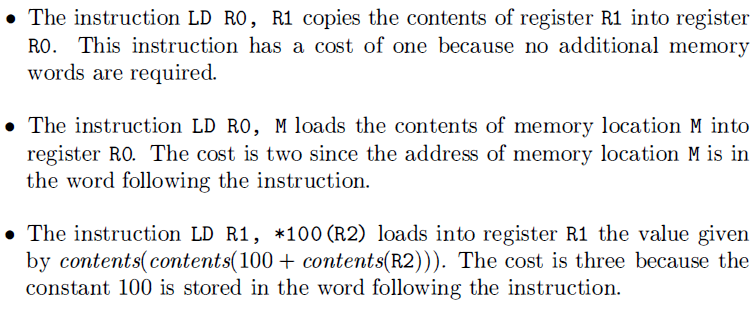 • The instruction LD R0, R1 copies the contents of register R1 into register
R0. This instruction has a cost of one because no additional memory
words are required.
• The instruction LD R0, M loads the contents of memory location M into
register R0. The cost is two since the address of memory location M is in
the word following the instruction.
• The instruction LD R1, *100(R2) loads into register R1 the value given
by contents(contents(100 + contents(R2))). The cost is three because the
constant 100 is stored in the word following the instruction.